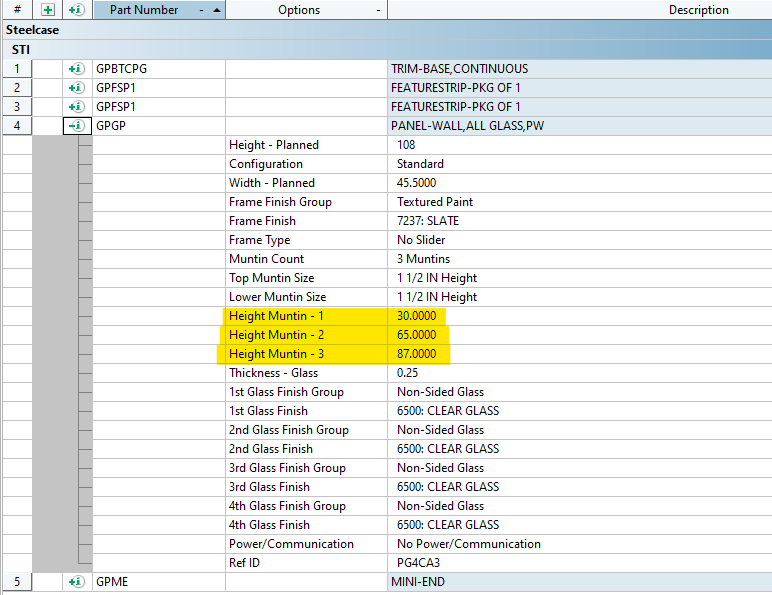 # Part Number - Options - Description
Steelcase
STI
1 GPBTCPG TRIM-BASE,CONTINUOUS
2 GPFSP1 FEATURESTRIP-PKG OF 1
3 GPFSP1 FEATURESTRIP-PKG OF 1
4 GPGP PANEL-WALL,ALL GLASS,PW
Height - Planned 108
Configuration Standard
Width - Planned 45.5000
Frame Finish Group Textured Paint
Frame Finish 7237: SLATE
Frame Type No Slider
Muntin Count 3 Muntins
Top Muntin Size 1 1/2 IN Height
Lower Muntin Size 1 1/2 IN Height
Height Muntin - 1 30.0000
Height Muntin - 2 65.0000
Height Muntin - 3 87.0000
Thickness - Glass 0.25
1st Glass Finish Group Non-Sided Glass
1st Glass Finish 6500: CLEAR GLASS
2nd Glass Finish Group Non-Sided Glass
2nd Glass Finish 6500: CLEAR GLASS
3rd Glass Finish Group Non-Sided Glass
3rd Glass Finish 6500: CLEAR GLASS
4th Glass Finish Group Non-Sided Glass
4th Glass Finish 6500: CLEAR GLASS
Power/Communication No Power/Communication
Ref ID PG4CA3
5 GPME MINI-END